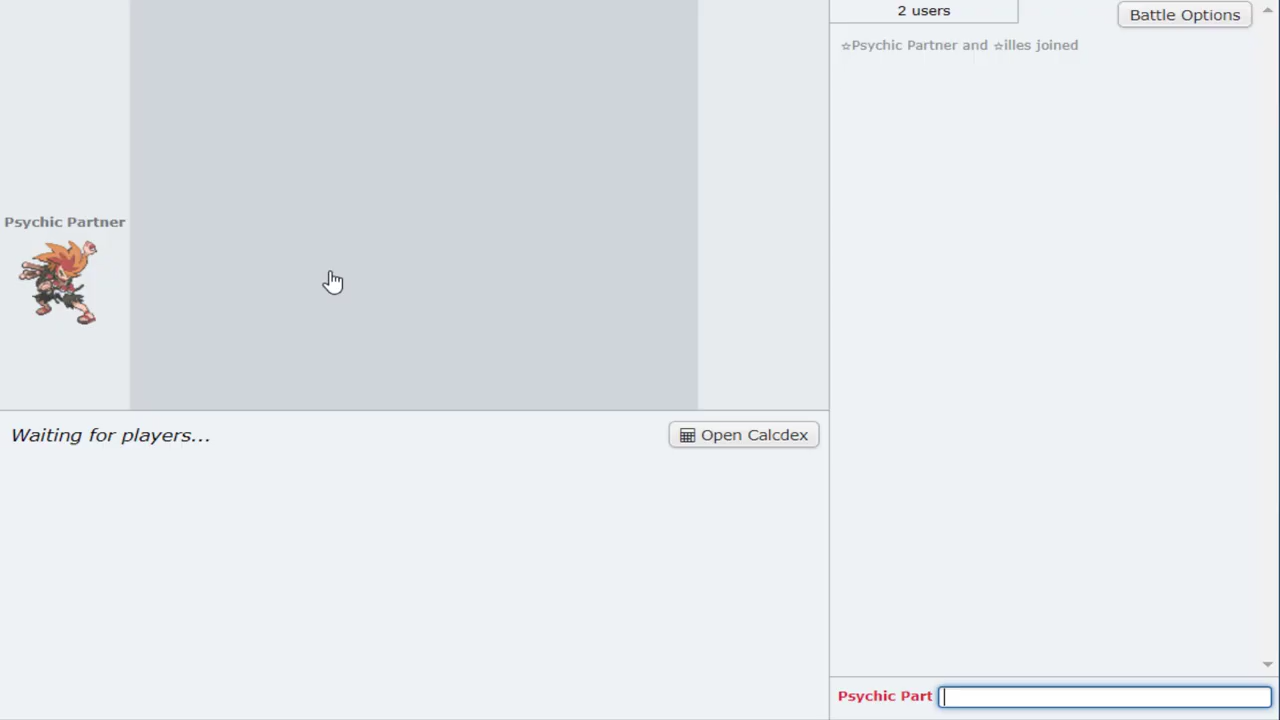 2 users
Battle Options
☆Psychic Partner and ☆illes joined
Psychic Partner
Waiting for players...
Open Calcdex
Psychic Part